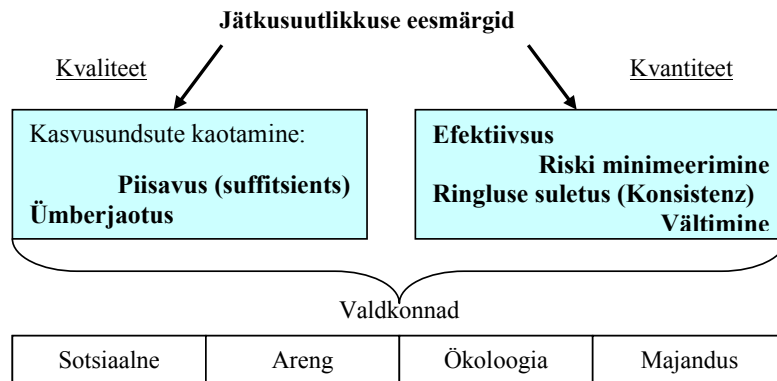 Jätkusuutlikkuse eesmärgid
Kvaliteet
Kvantiteet
Kasvusundsute kaotamine:
Piisavus (suffitsients)
Ümberjaotus
Efektiivsus
Riski minimeerimine
Ringluse suletus (Konsistenz)
Vältimine
Valdkonnad
Sotsiaalne Areng Ökoloogia Majandus